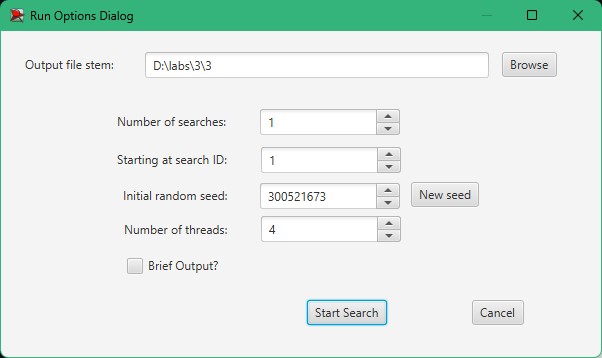 Run Options Dialog
Output file stem: D:\labs\3\3 Browse
Number of searches: 1
Starting at search ID: 1
Initial random seed: 300521673 New seed
Number of threads: 4
Brief Output?
Start Search Cancel